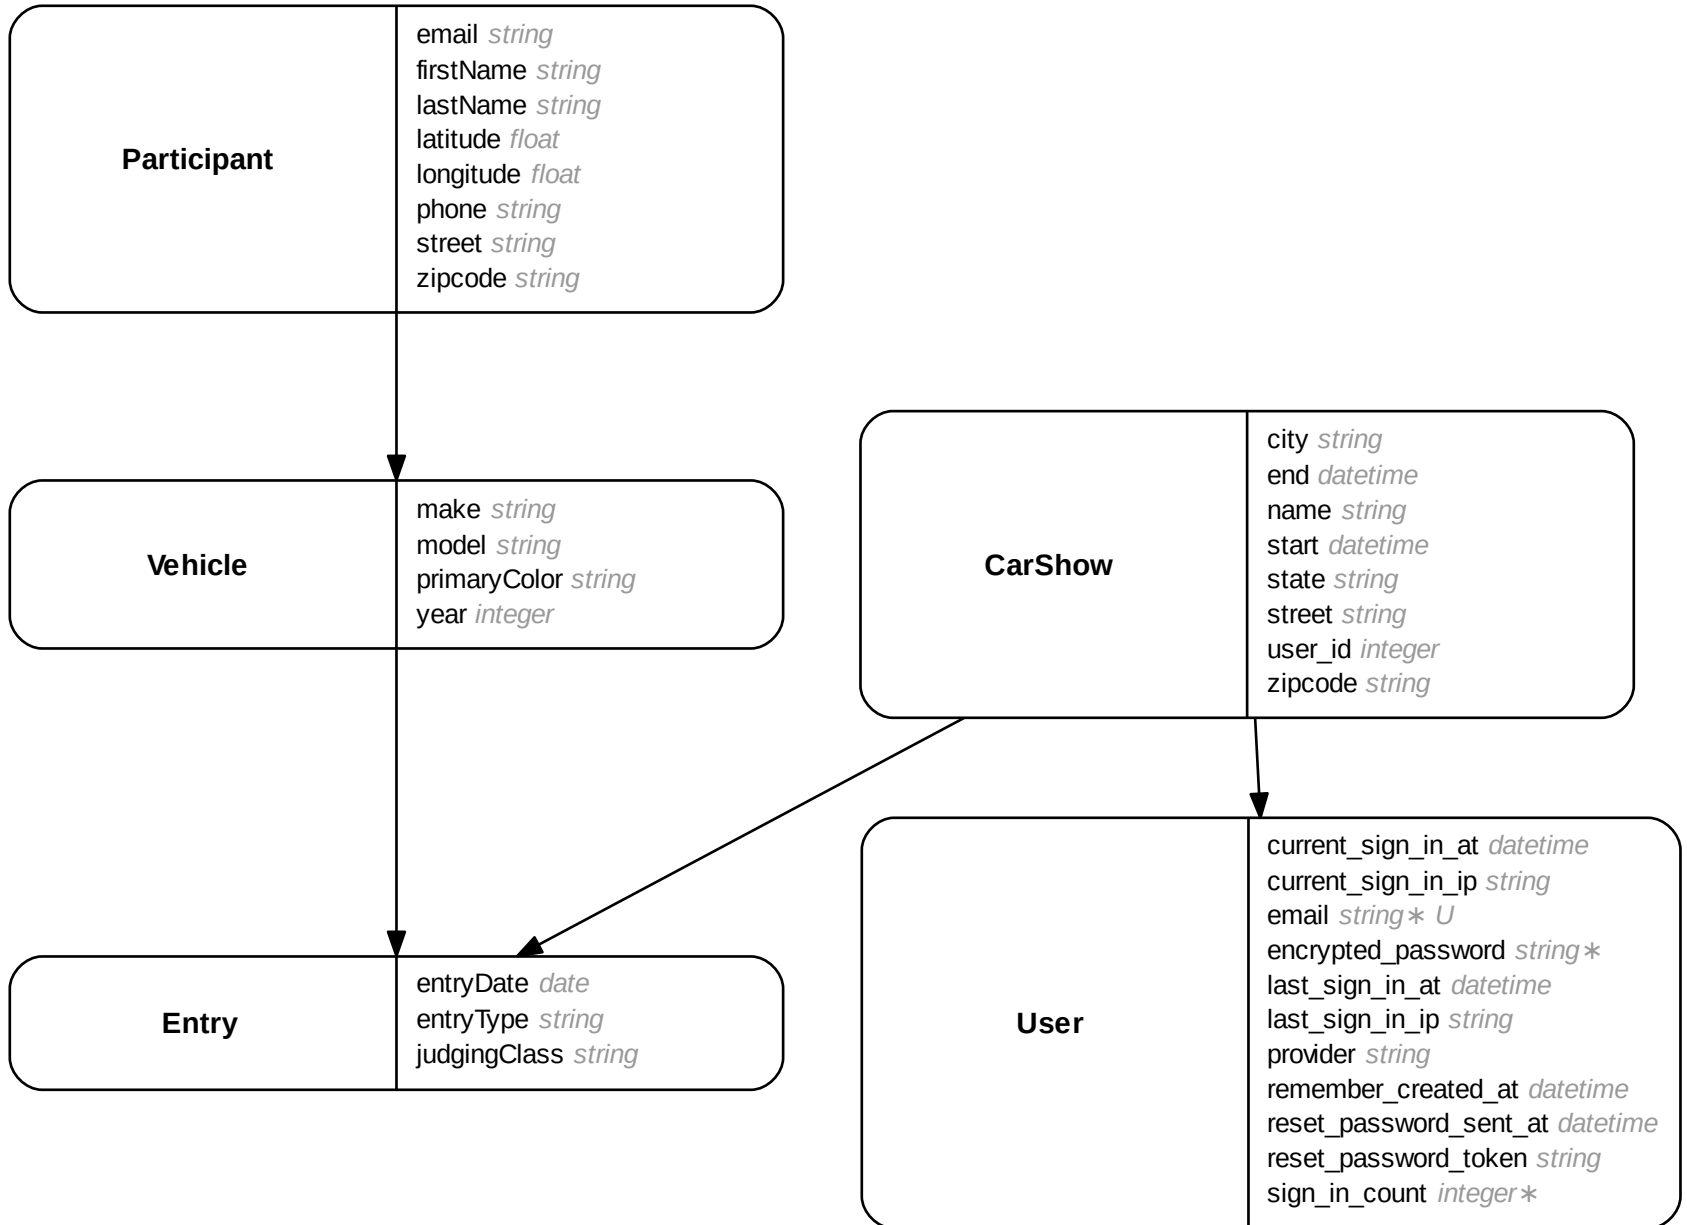 Participant
email string
firstName string
lastName string
latitude float
longitude float
phone string
street string
zipcode string
Vehicle
make string
model string
primaryColor string
year integer
CarShow
city string
end datetime
name string
start datetime
state string
street string
user_id integer
zipcode string
Entry
entryDate date
entryType string
judgingClass string
User
current_sign_in_at datetime
current_sign_in_ip string
email string∗ U
encrypted_password string∗
last_sign_in_at datetime
last_sign_in_ip string
provider string
remember_created_at datetime
reset_password_sent_at datetime
reset_password_token string
sign_in_count integer∗